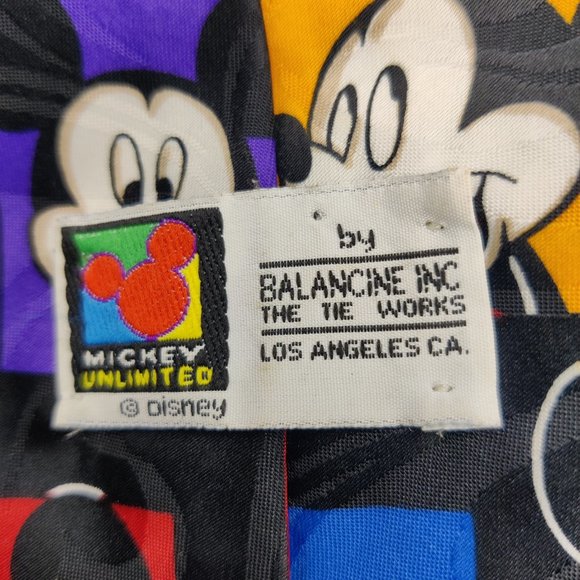 MICKEY
UNLIMITED
© Disney
by
BALANCINE INC
THE TIE WORKS
LOS ANGELES CA.